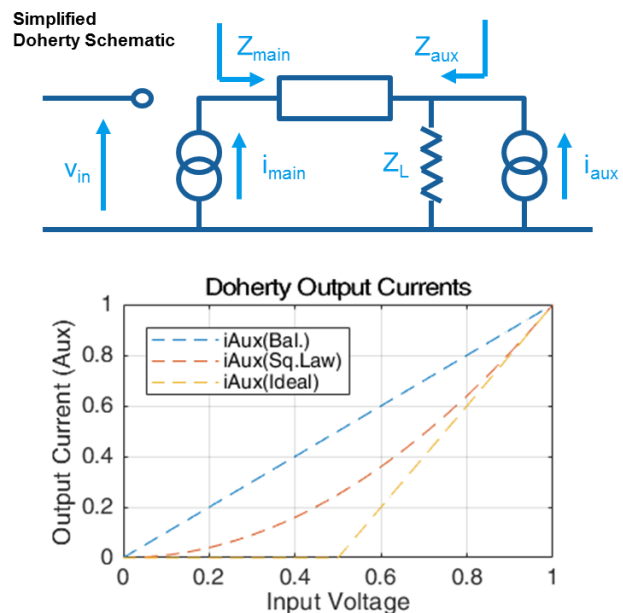 Simplified
Doherty Schematic
Zmain
Zaux
vin
imain
ZL
iaux
Doherty Output Currents
Output Current (Aux)
1
0.8
0.6
0.4
0.2
0
iAux(Bal.)
iAux(Sq.Law)
iAux(Ideal)
0 0.2 0.4 0.6 0.8 1
Input Voltage